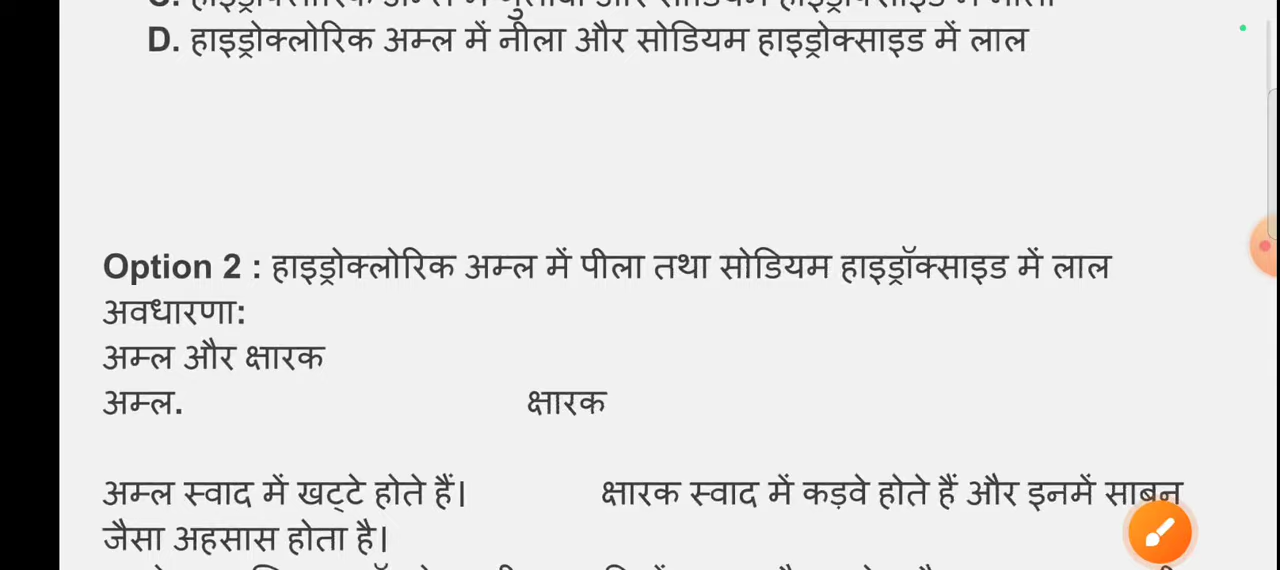 D. हाइड्रोक्लोरिक अम्ल में नीला और सोडियम हाइड्रोक्साइड में लाल
Option 2 : हाइड्रोक्लोरिक अम्ल में पीला तथा सोडियम हाइड्रॉक्साइड में लाल
अवधारणा:
अम्ल और क्षारक
अम्ल. क्षारक
अम्ल स्वाद में खट्टे होते हैं। क्षारक स्वाद में कड़वे होते हैं और इनमें साबुन
जैसा अहसास होता है।